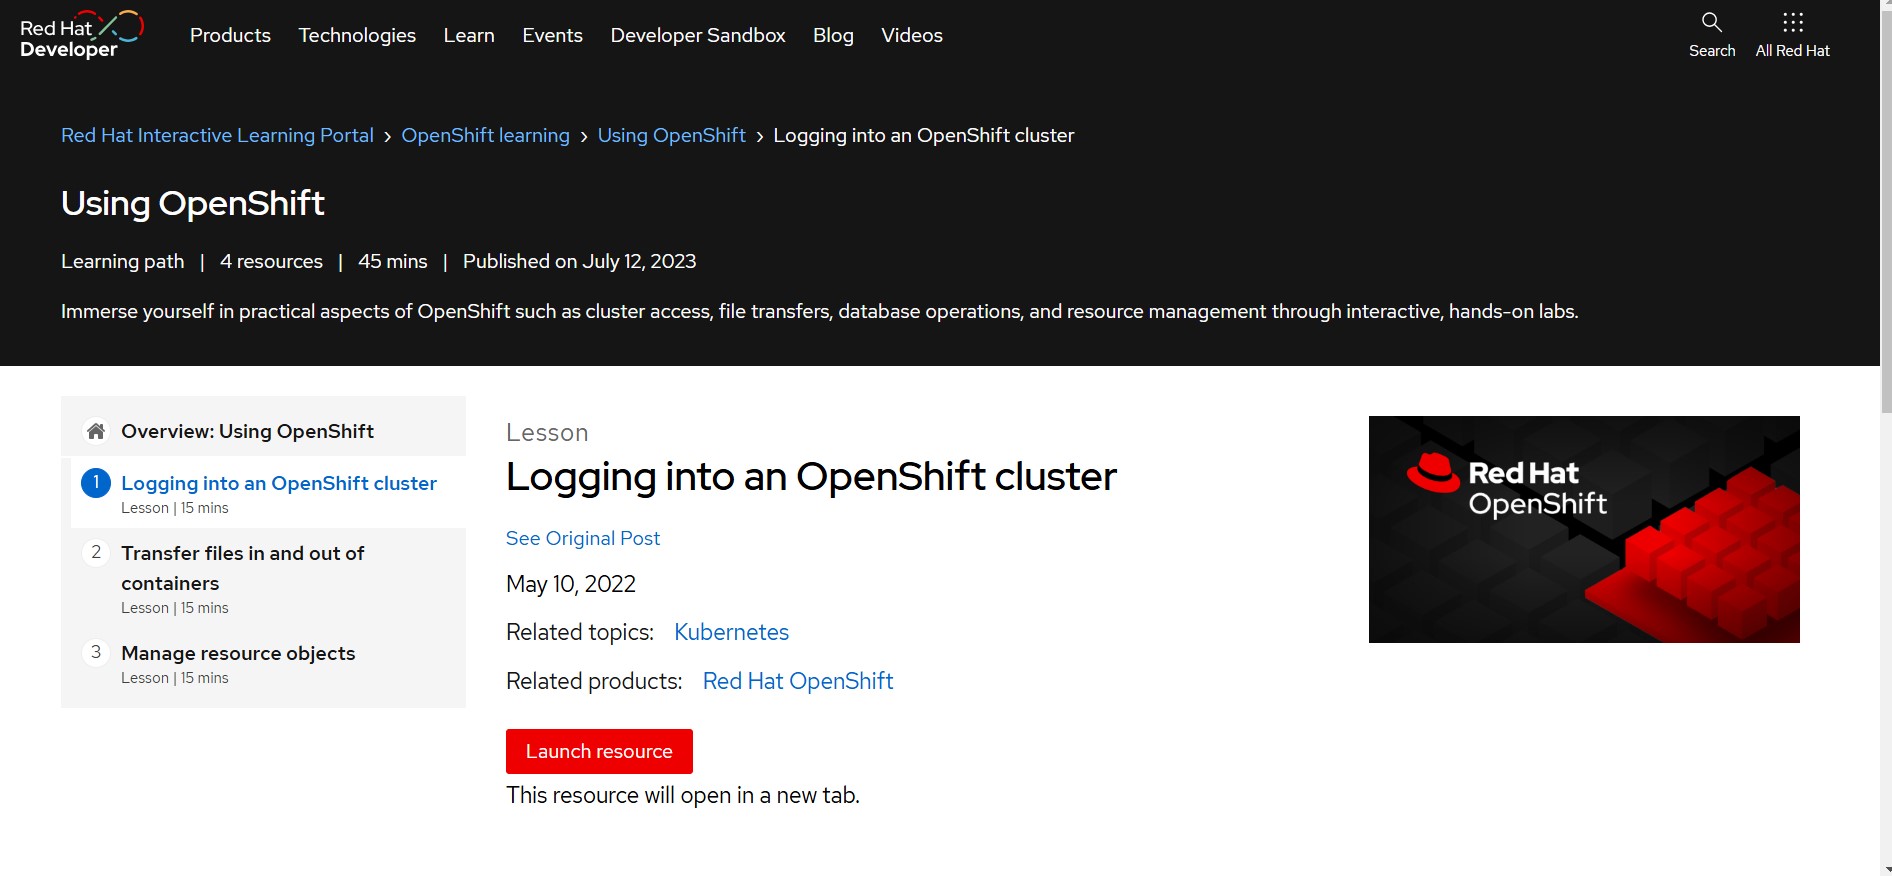 Red Hat
Developer
Products Technologies Learn Events Developer Sandbox Blog Videos
Search All Red Hat
Red Hat Interactive Learning Portal › OpenShift learning › Using OpenShift › Logging into an OpenShift cluster
Using OpenShift
Learning path | 4 resources | 45 mins | Published on July 12, 2023
Immerse yourself in practical aspects of OpenShift such as cluster access, file transfers, database operations, and resource management through interactive, hands-on labs.
Overview: Using OpenShift
1 Logging into an OpenShift cluster
Lesson | 15 mins
2 Transfer files in and out of
containers
Lesson | 15 mins
3 Manage resource objects
Lesson | 15 mins
Lesson
Logging into an OpenShift cluster
See Original Post
May 10, 2022
Related topics: Kubernetes
Related products: Red Hat OpenShift
Launch resource
This resource will open in a new tab.
Red Hat
OpenShift